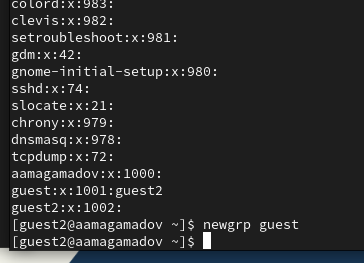 colord:x:983:
clevis:x:982:
setroubleshoot:x:981:
gdm:x:42:
gnome-initial-setup:x:980:
sshd:x:74:
slocate:x:21:
chrony:x:979:
dnsmasq:x:978:
tcpdump:x:72:
aamagamadov:x:1000:
guest:x:1001:guest2
guest2:x:1002:
[guest2@aamagamadov ~]$ newgrp guest
[guest2@aamagamadov ~]$